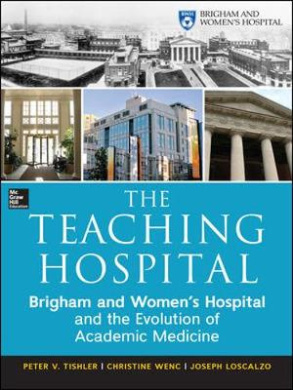 BRIGHAM AND
WOMEN'S HOSPITAL
Mc
Graw
Hill
Education
THE
TEACHING
HOSPITAL
Brigham and Women's Hospital
and the Evolution of
Academic Medicine
PETER V. TISHLER | CHRISTINE WENC | JOSEPH LOSCALZO